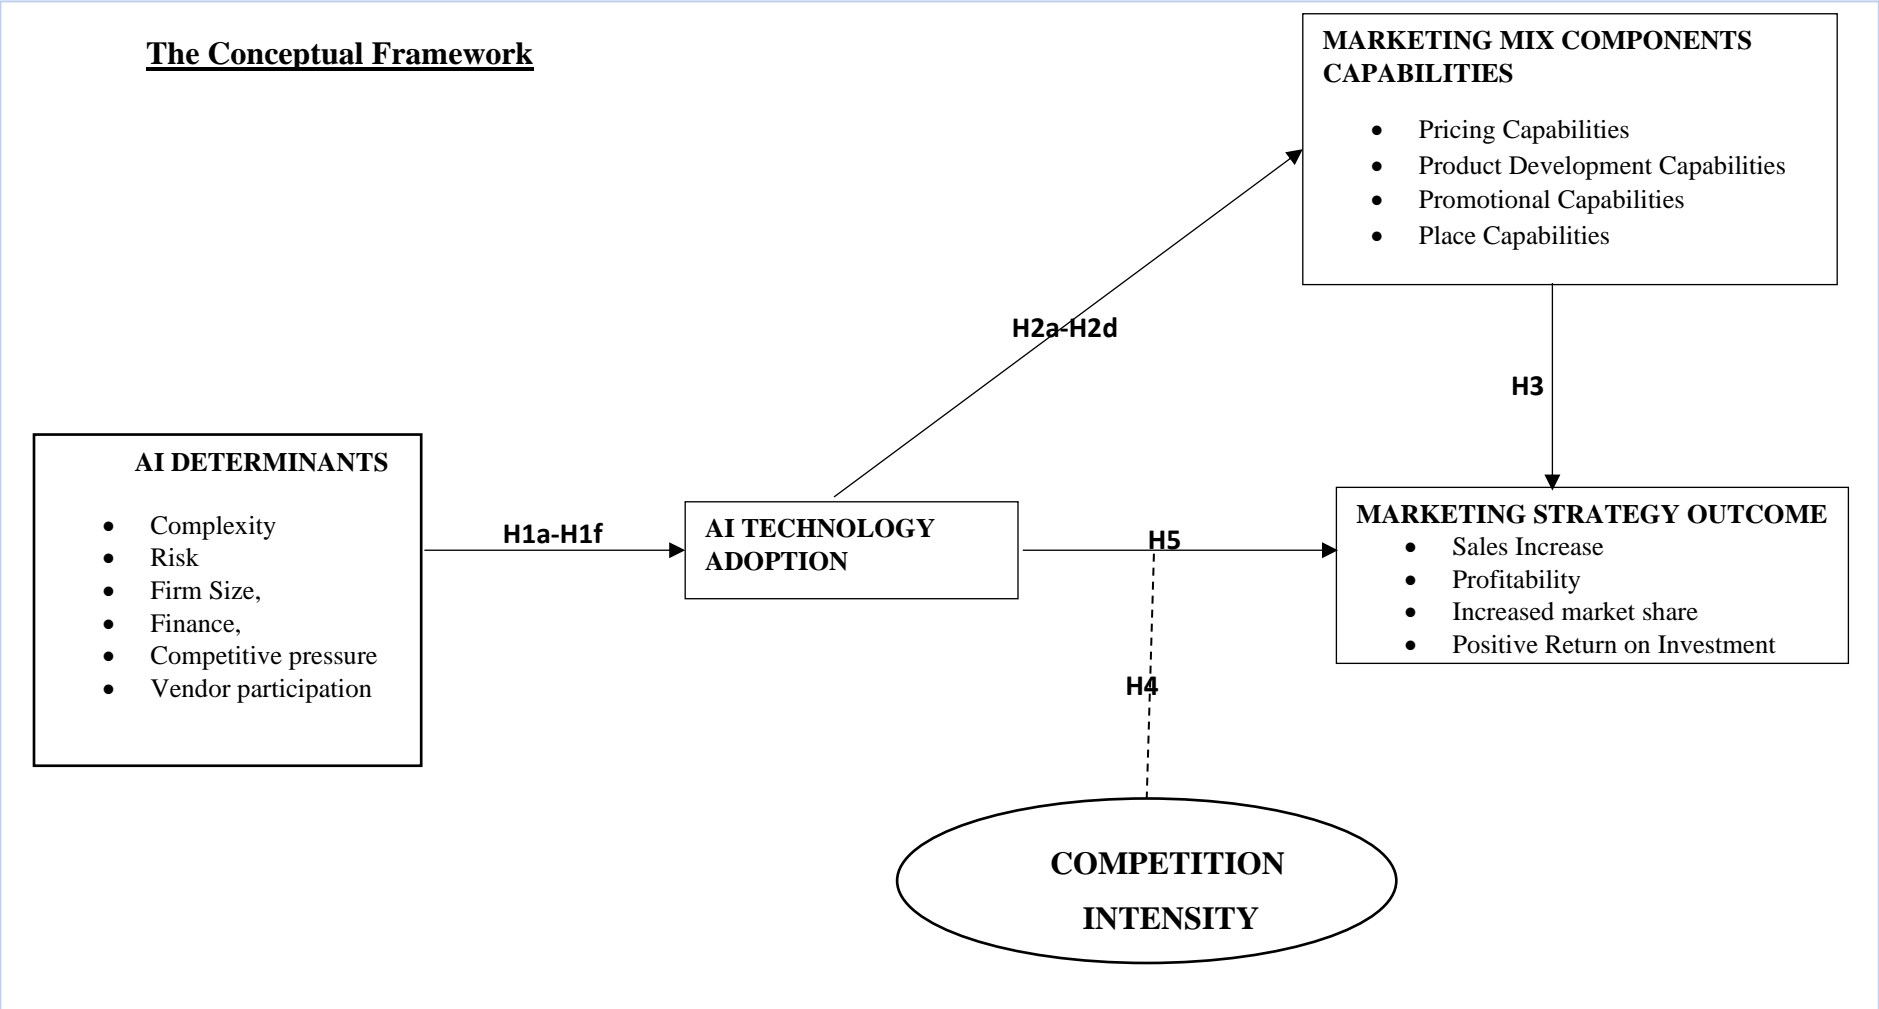 The Conceptual Framework
MARKETING MIX COMPONENTS
CAPABILITIES
• Pricing Capabilities
• Product Development Capabilities
• Promotional Capabilities
• Place Capabilities
H2a-H2d
H3
AI DETERMINANTS
• Complexity
• Risk
• Firm Size,
• Finance,
• Competitive pressure
• Vendor participation
H1a-H1f
AI TECHNOLOGY
ADOPTION
H5
MARKETING STRATEGY OUTCOME
• Sales Increase
• Profitability
• Increased market share
• Positive Return on Investment
H4
COMPETITION
INTENSITY